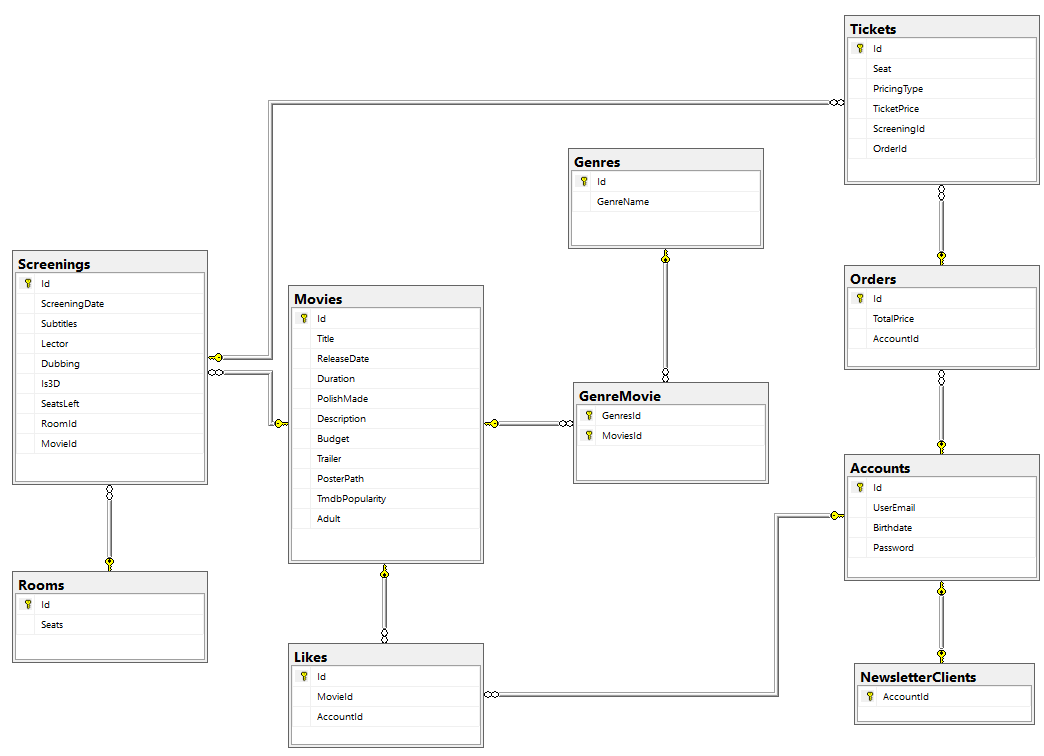 Tickets
Id
Seat
PricingType
TicketPrice
ScreeningId
OrderId
Genres
Id
GenreName
Screenings
Id
ScreeningDate
Subtitles
Lector
Dubbing
Is3D
SeatsLeft
RoomId
MovieId
Movies
Id
Title
ReleaseDate
Duration
PolishMade
Description
Budget
Trailer
PosterPath
TmdbPopularity
Adult
Orders
Id
TotalPrice
AccountId
GenreMovie
GenresId
MoviesId
Accounts
Id
UserEmail
Birthdate
Password
Rooms
Id
Seats
Likes
Id
MovieId
AccountId
NewsletterClients
AccountId